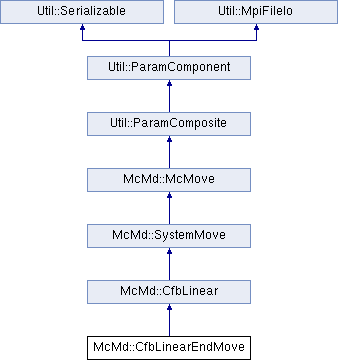 Util::Serializable Util::MpiFileIo
Util::ParamComponent
Util::ParamComposite
McMd::McMove
McMd::SystemMove
McMd::CfbLinear
McMd::CfbLinearEndMove